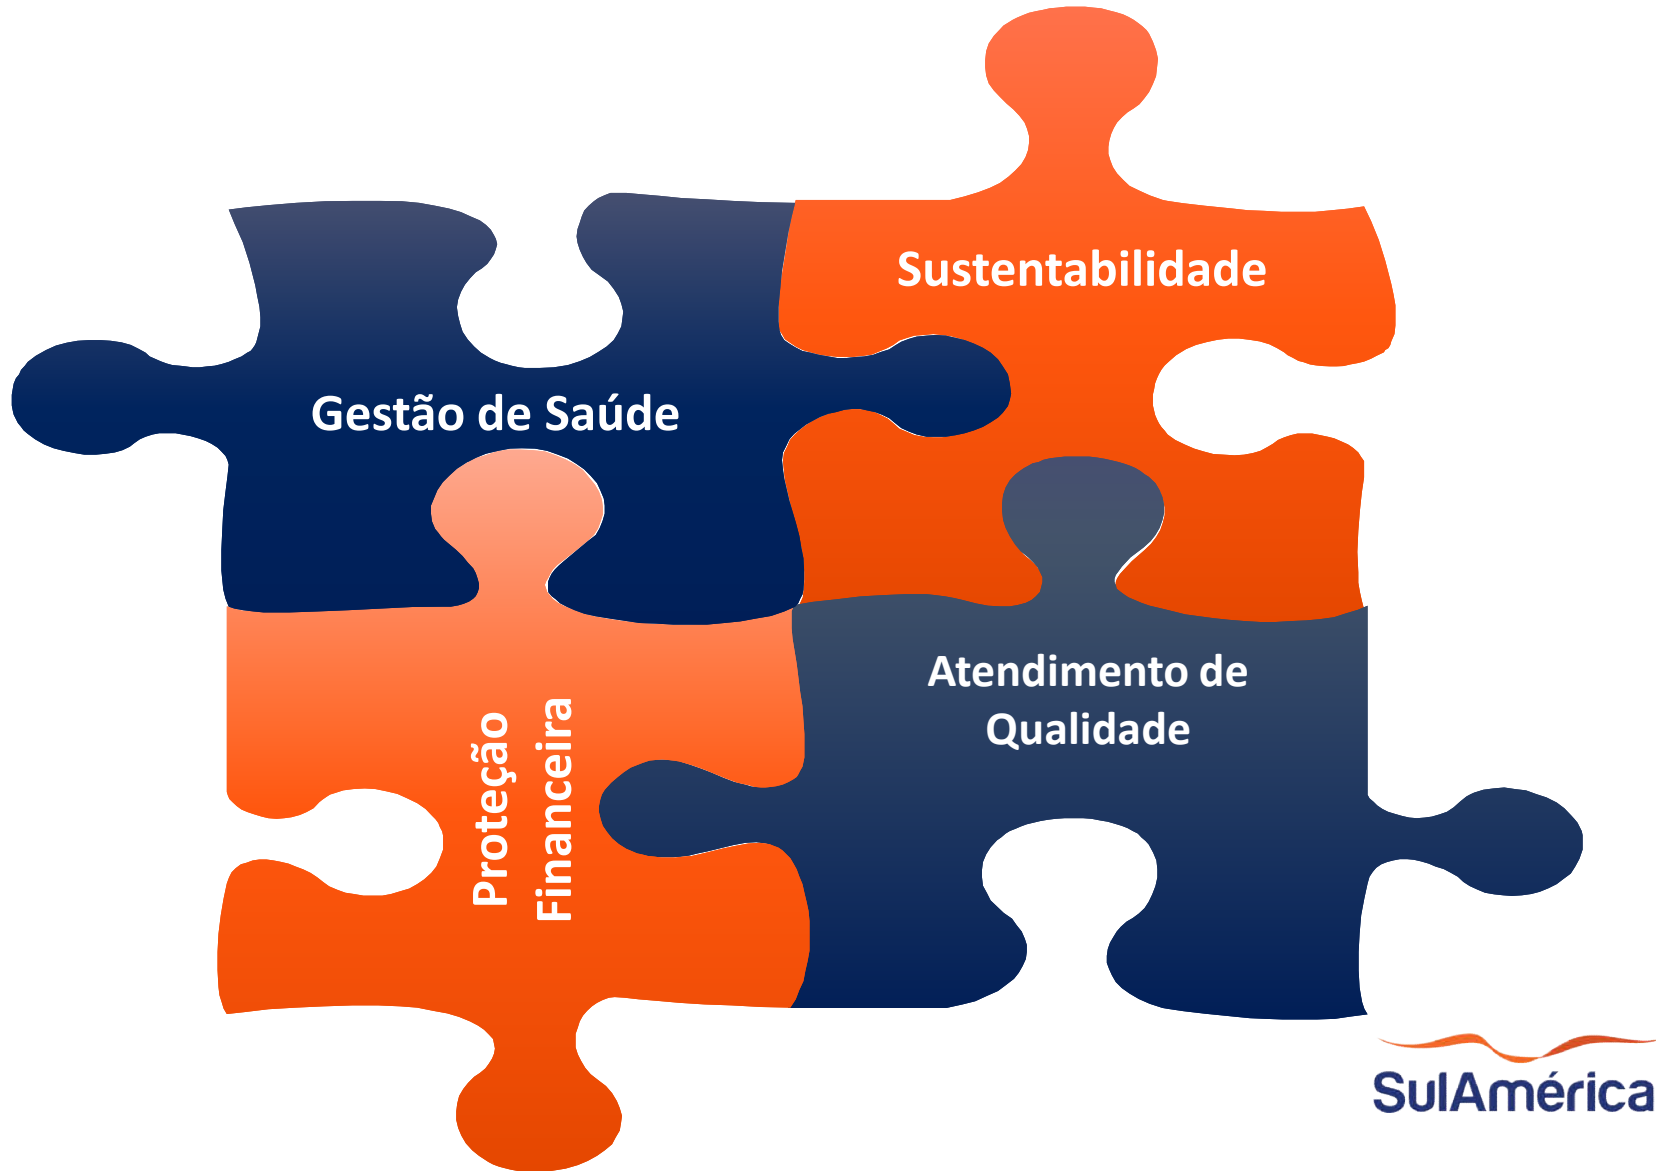 Sustentabilidade
Gestão de Saúde
Atendimento de
Qualidade
Proteção
Financeira
SulAmérica